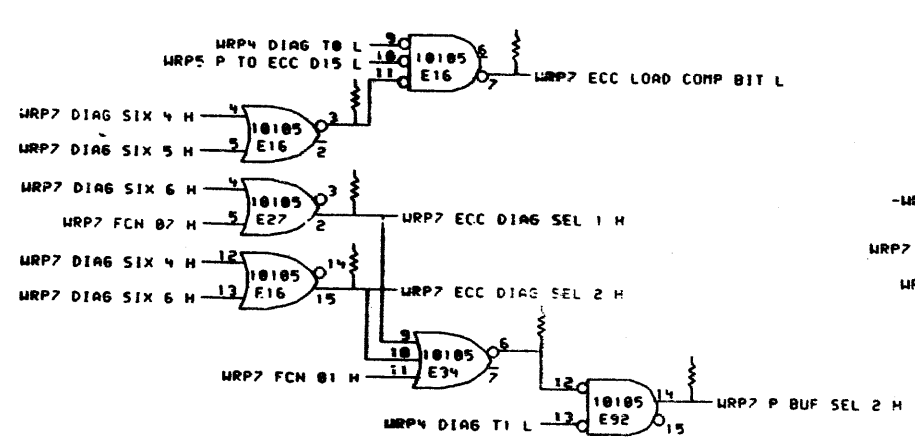 WRP4 DIAG T0 L 9 6
WRP5 P TO ECC D15 L 10 10105
11 E16 7 WRP7 ECC LOAD COMP BIT L
WRP7 DIAG SIX 4 H 4 3
10105
WRP7 DIAG SIX 5 H 5 E16 2
WRP7 DIAG SIX 6 H 4 3
10105
WRP7 FCN 07 H 5 E27 2 WRP7 ECC DIAG SEL 1 H
WRP7 DIAG SIX 4 H 12 14
10105
WRP7 DIAG SIX 6 H 13 E16 15 WRP7 ECC DIAG SEL 2 H
9 6
10 10105
WRP7 FCN 01 H 11 E34 7
12 14 WRP7 P BUF SEL 2 H
10105
WRP4 DIAG T1 L 13 E92 15
WRP7